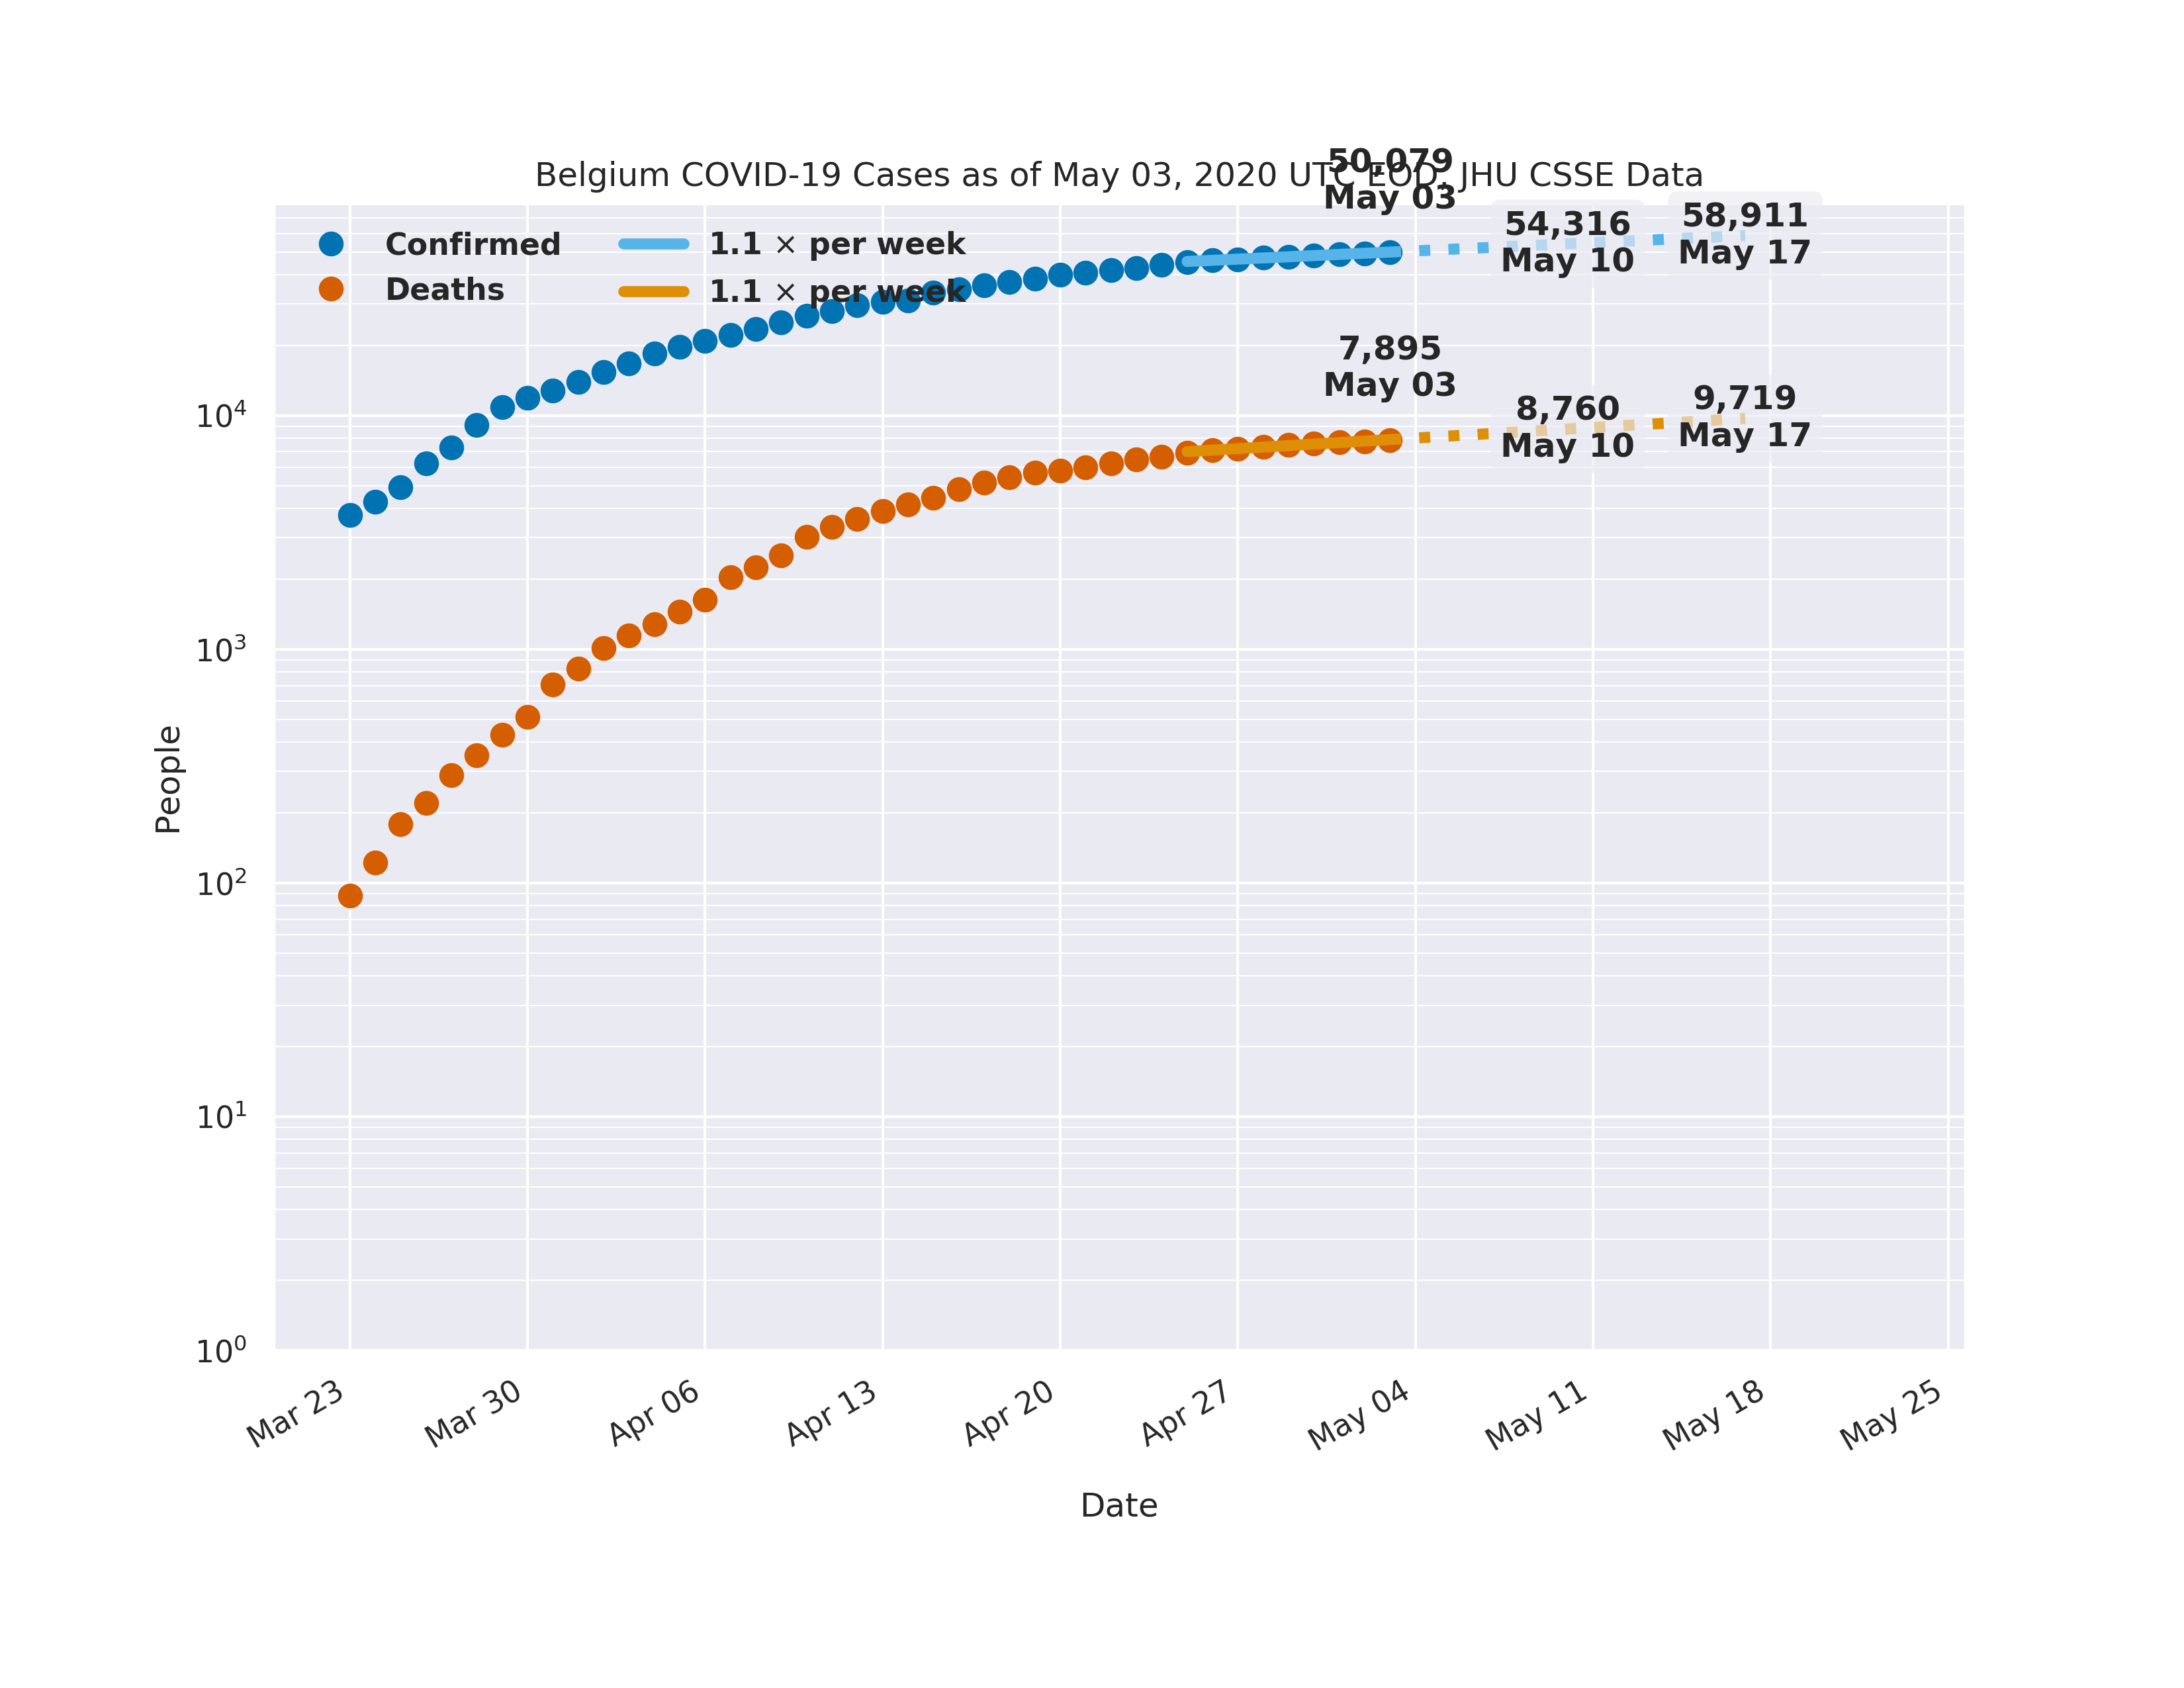 Belgium COVID-19 Cases as of May 03, 2020 UTC EOD, JHU CSSE Data
50,079
May 03
54,316
May 10
58,911
May 17
Confirmed
Deaths
1.1 × per week
1.1 × per week
7,895
May 03
8,760
May 10
9,719
May 17
People
10⁴
10³
10²
10¹
10⁰
Mar 23
Mar 30
Apr 06
Apr 13
Apr 20
Apr 27
May 04
May 11
May 18
May 25
Date